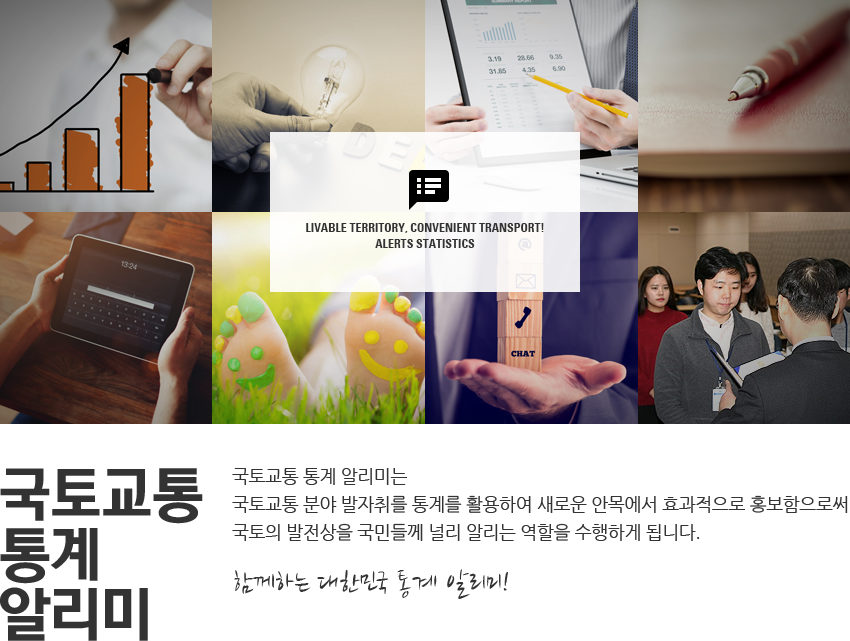 SUMMARY REPORT
3.19 28.66 9.35
31.85 4.35 6.90
DE
LIVABLE TERRITORY, CONVENIENT TRANSPORT!
ALERTS STATISTICS
13:24
@
CHAT
국토교통
통계
알리미
국토교통 통계 알리미는
국토교통 분야 발자취를 통계를 활용하여 새로운 안목에서 효과적으로 홍보함으로써
국토의 발전상을 국민들께 널리 알리는 역할을 수행하게 됩니다.
함께하는 대한민국 통계 알리미!